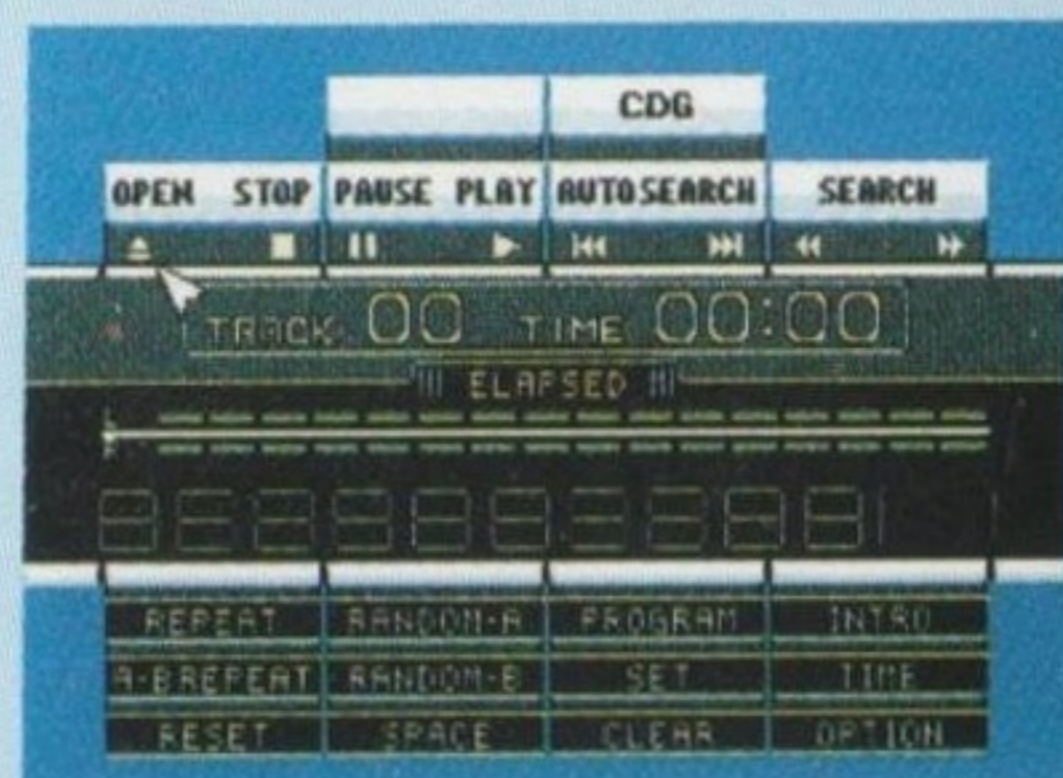 CDG
OPEN STOP PAUSE PLAY AUTOSEARCH SEARCH
TRACK 00 TIME 00:00
ELAPSED
REPEAT RANDOM-A PROGRAM INTRO
A-BREPEAT RANDOM-B SET TIME
RESET SPACE CLEAR OPTION